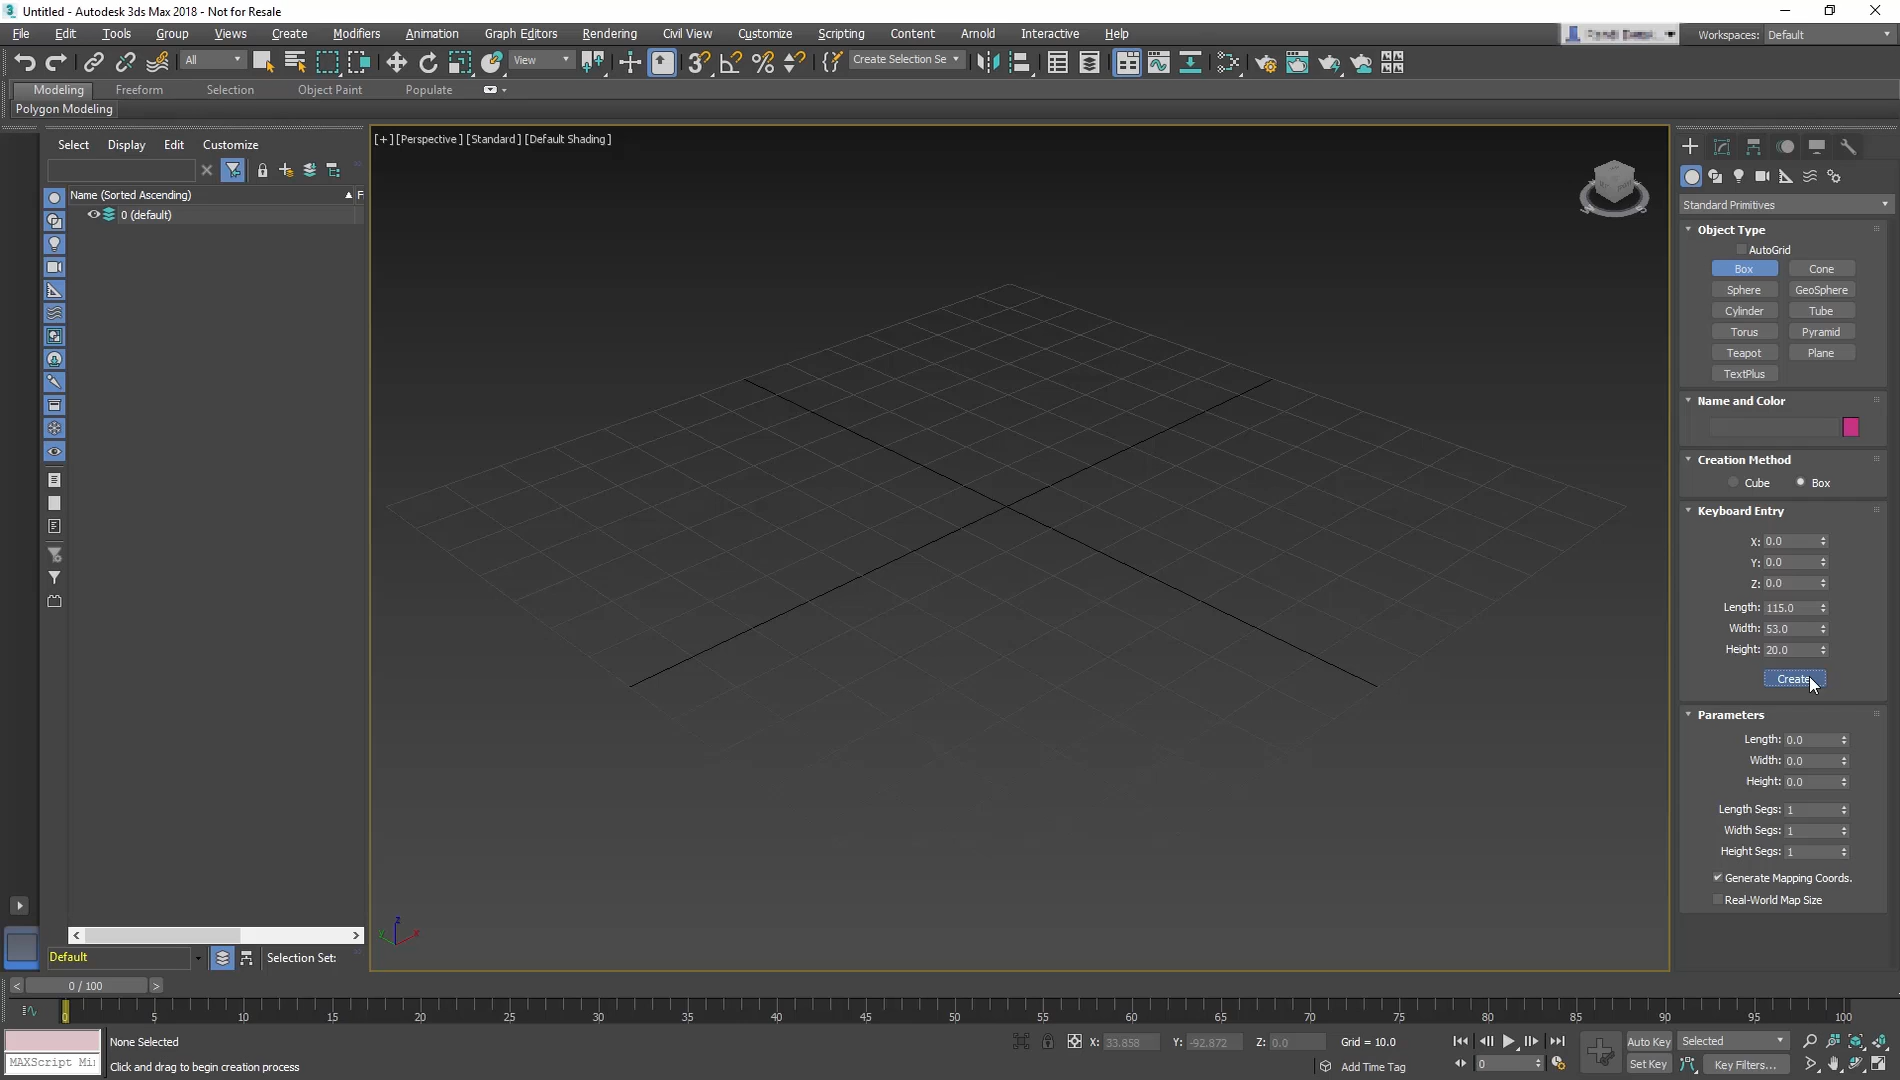 Untitled - Autodesk 3ds Max 2018 - Not for Resale
File Edit Tools Group Views Create Modifiers Animation Graph Editors Rendering Civil View Customize Scripting Content Arnold Interactive Help
Workspaces: Default
All View Create Selection Se
Modeling Freeform Selection Object Paint Populate
Polygon Modeling
Select Display Edit Customize
Name (Sorted Ascending) F
0 (default)
[+] [Perspective] [Standard] [Default Shading]
Standard Primitives
Object Type
AutoGrid
Box Cone
Sphere GeoSphere
Cylinder Tube
Torus Pyramid
Teapot Plane
TextPlus
Name and Color
Creation Method
Cube Box
Keyboard Entry
X: 0.0
Y: 0.0
Z: 0.0
Length: 115.0
Width: 53.0
Height: 20.0
Create
Parameters
Length: 0.0
Width: 0.0
Height: 0.0
Length Segs: 1
Width Segs: 1
Height Segs: 1
Generate Mapping Coords.
Real-World Map Size
z
y x
Default Selection Set:
< 0 / 100 >
0 5 10 15 20 25 30 35 40 45 50 55 60 65 70 75 80 85 90 95 100
None Selected X: 33.858 Y: -92.872 Z: 0.0 Grid = 10.0 Auto Key Selected
MAXScript Mi Click and drag to begin creation process Add Time Tag 0 Set Key Key Filters...